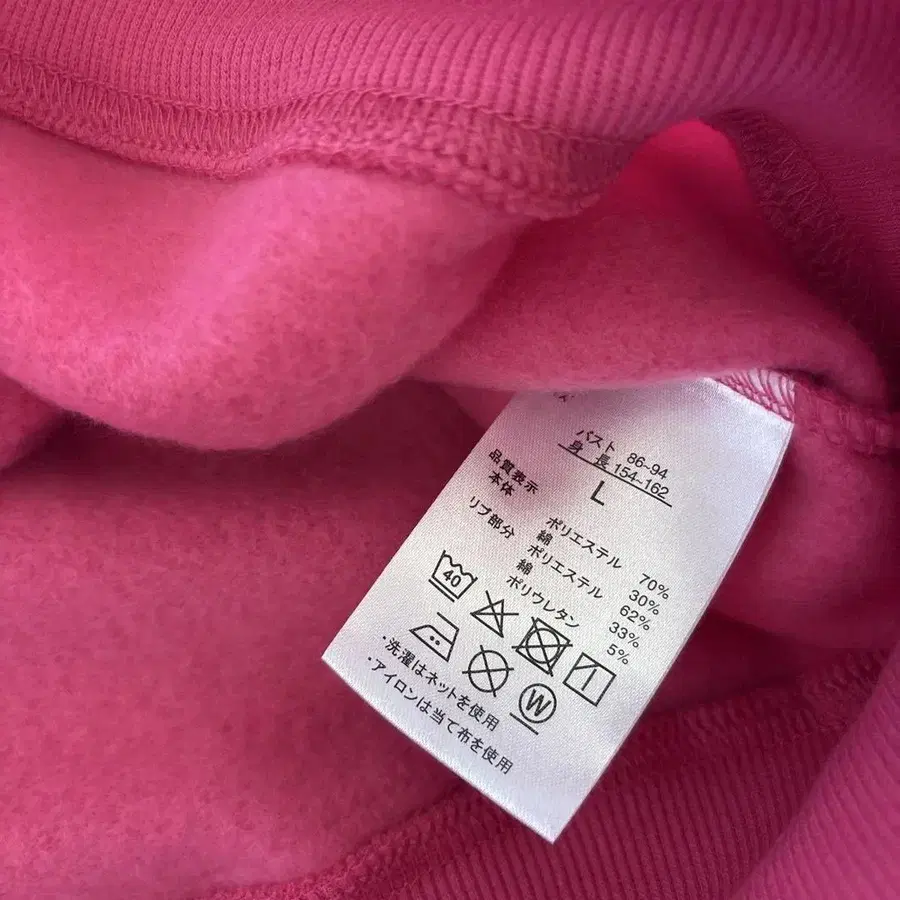 バスト 86~94
身長 154~162
L
品質表示
本体 ポリエステル 70%
綿 30%
リブ部分 ポリエステル 62%
綿 33%
ポリウレタン 5%
40
W
・洗濯はネットを使用
・アイロンは当て布を使用